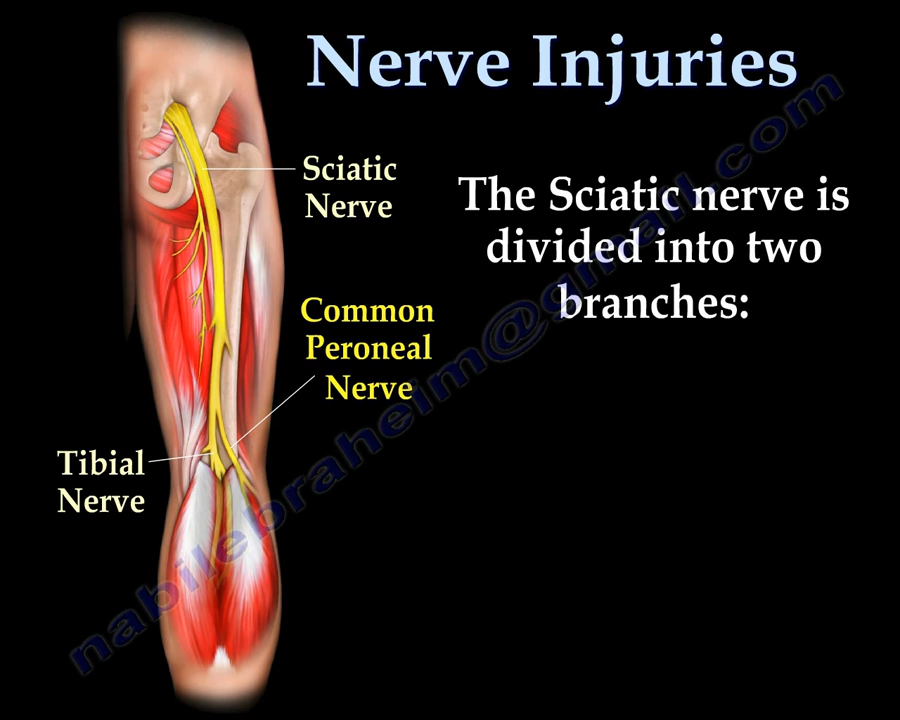 Nerve Injuries
Sciatic
Nerve
The Sciatic nerve is
divided into two
branches:
Common
Peroneal
Nerve
Tibial
Nerve
nabilebraheim@gmail.com